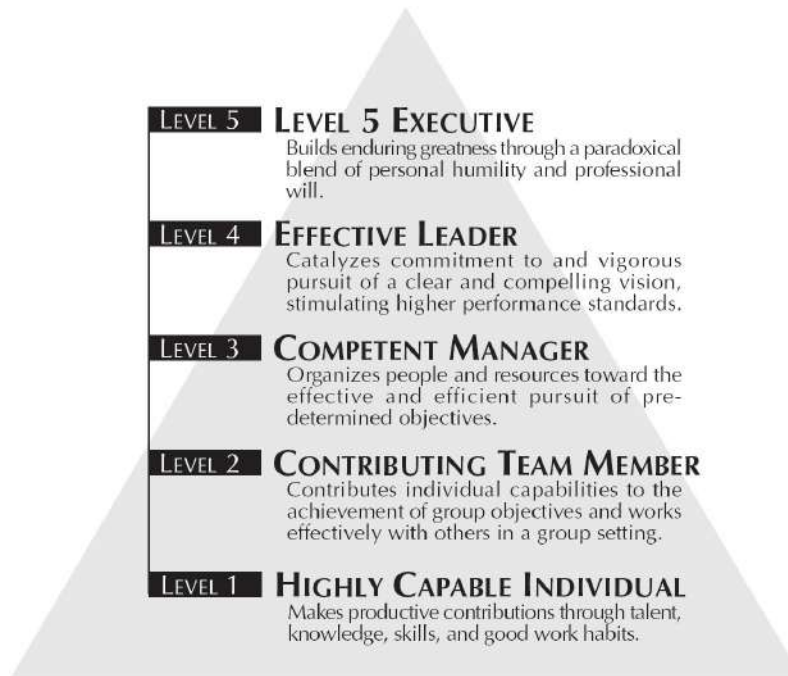 LEVEL 5 LEVEL 5 EXECUTIVE
Builds enduring greatness through a paradoxical
blend of personal humility and professional
will.
LEVEL 4 EFFECTIVE LEADER
Catalyzes commitment to and vigorous
pursuit of a clear and compelling vision,
stimulating higher performance standards.
LEVEL 3 COMPETENT MANAGER
Organizes people and resources toward the
effective and efficient pursuit of pre-
determined objectives.
LEVEL 2 CONTRIBUTING TEAM MEMBER
Contributes individual capabilities to the
achievement of group objectives and works
effectively with others in a group setting.
LEVEL 1 HIGHLY CAPABLE INDIVIDUAL
Makes productive contributions through talent,
knowledge, skills, and good work habits.